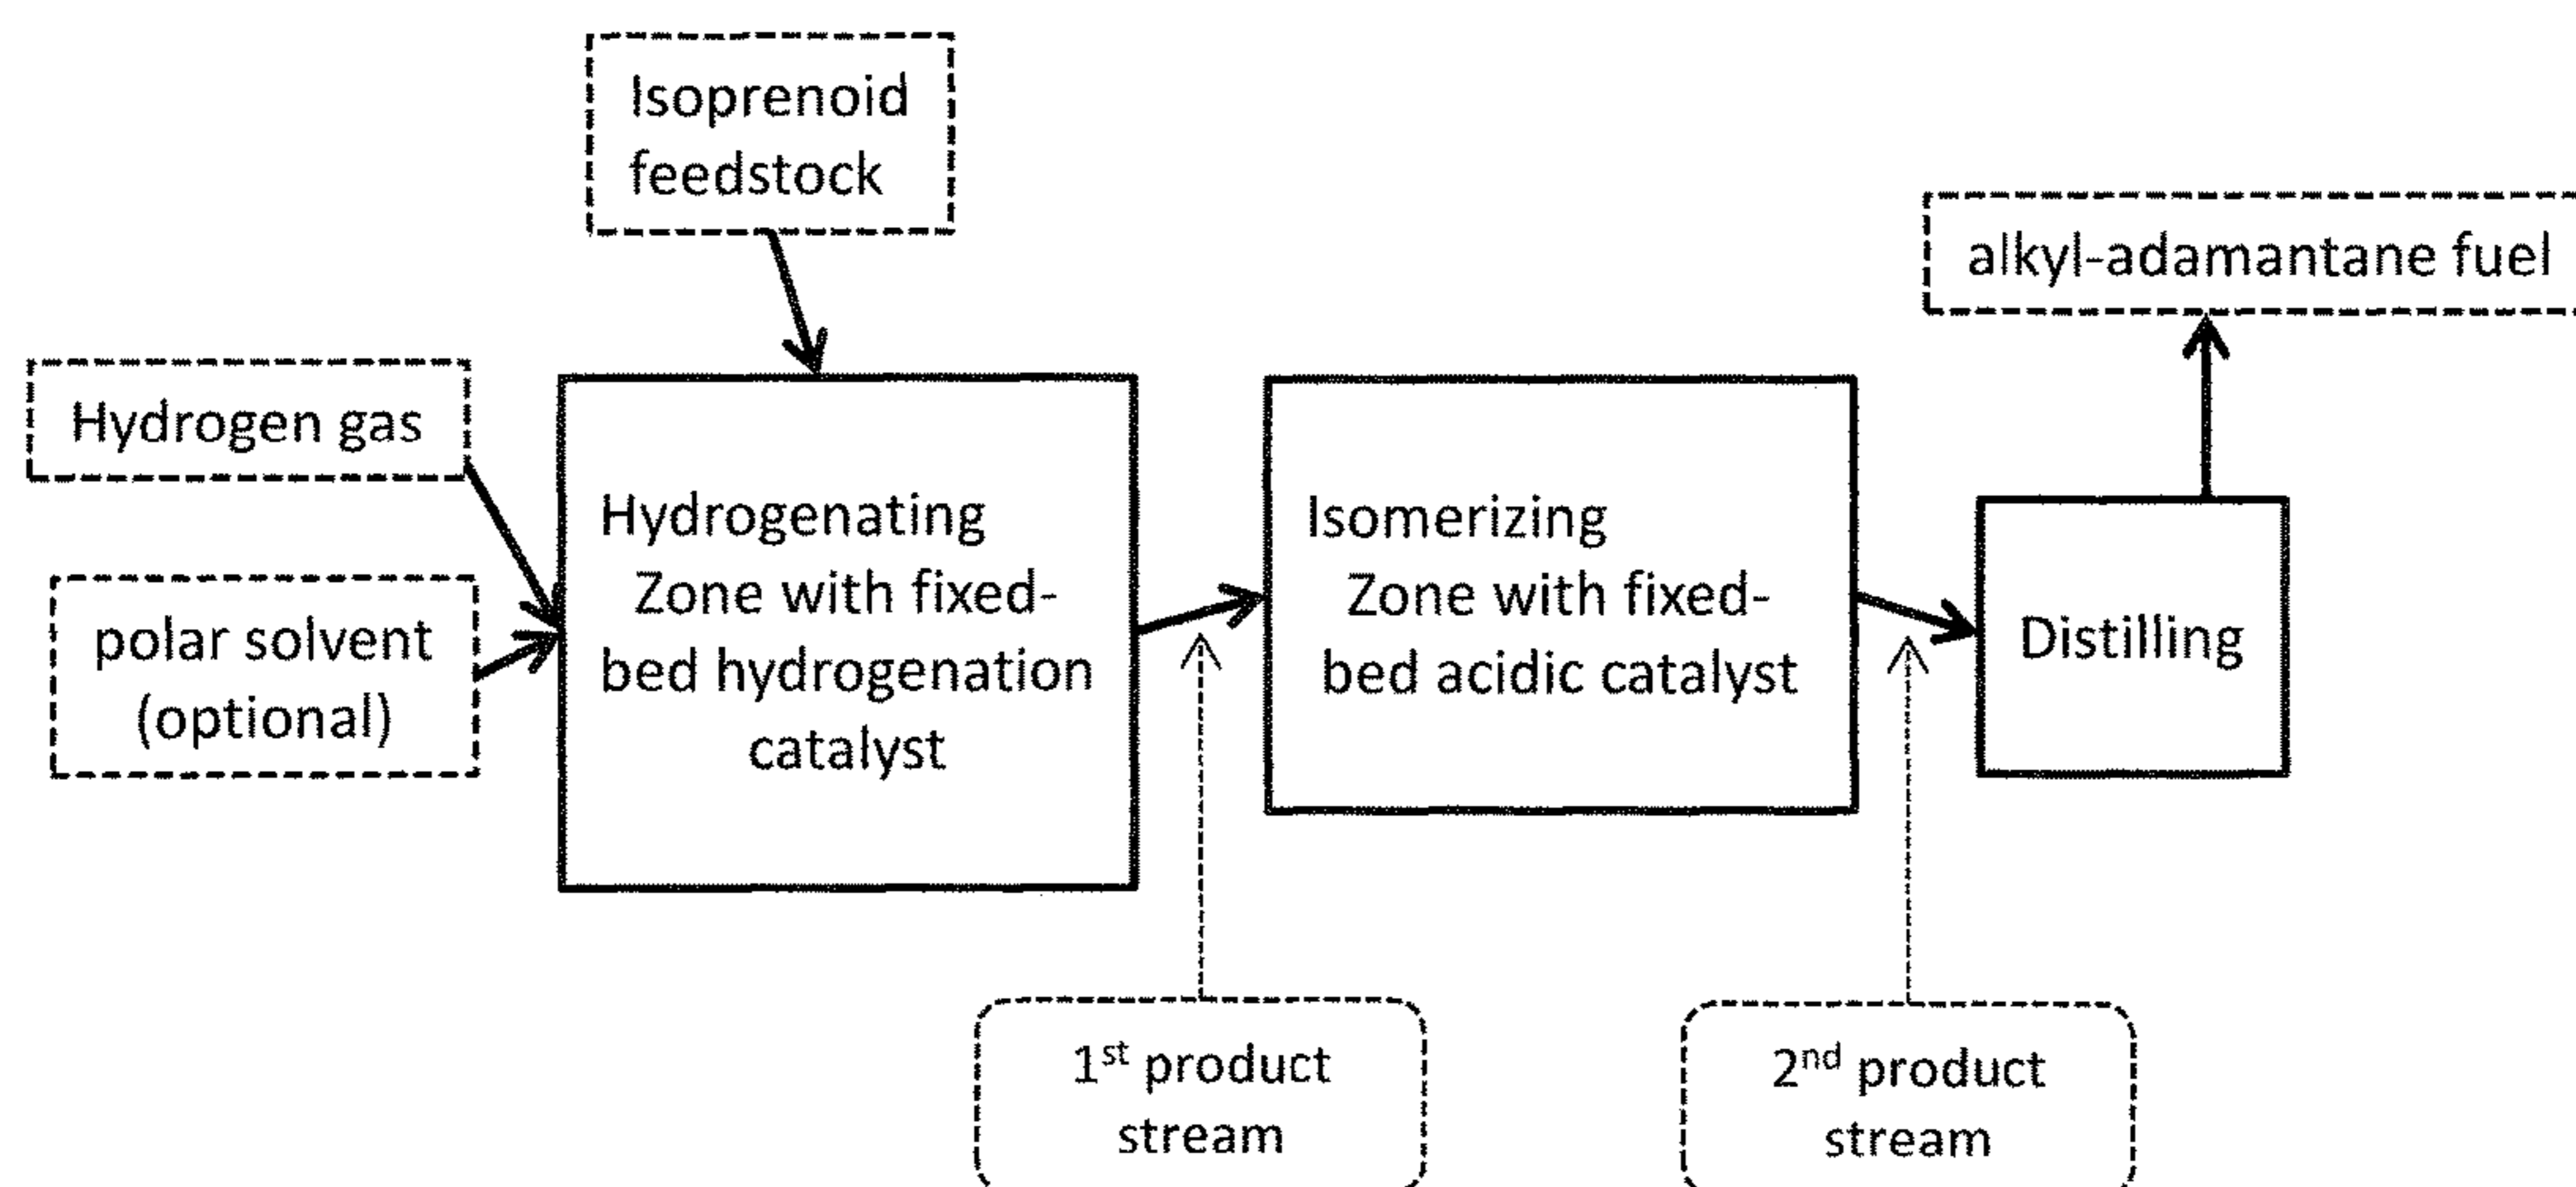 Isoprenoid
feedstock
alkyl-adamantane fuel
Hydrogen gas
polar solvent
(optional)
Hydrogenating
Zone with fixed-
bed hydrogenation
catalyst
Isomerizing
Zone with fixed-
bed acidic catalyst
Distilling
1st product
stream
2nd product
stream